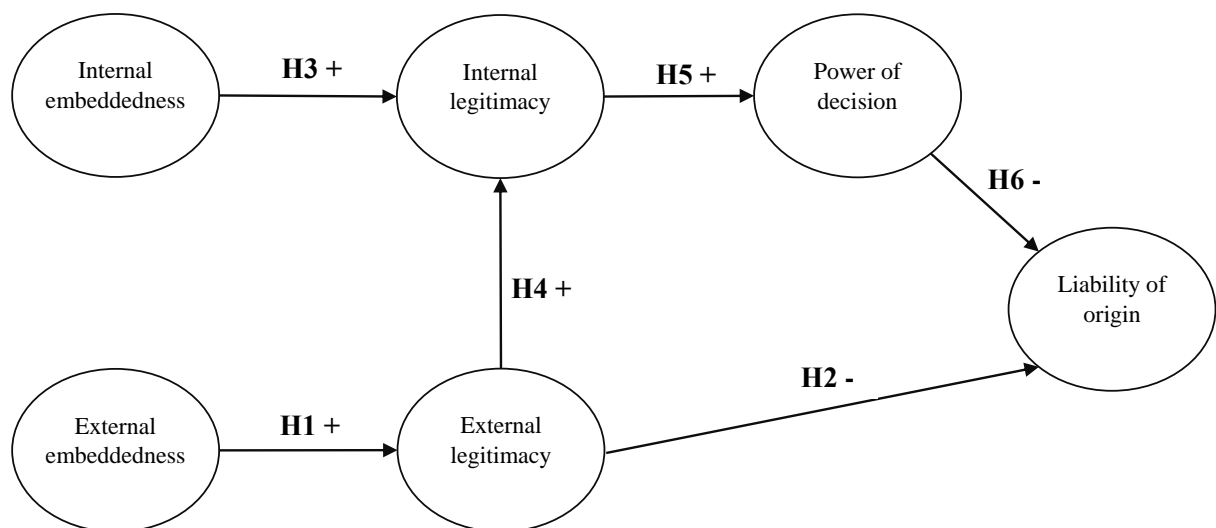 Internal
embeddedness
H3 +
Internal
legitimacy
H5 +
Power of
decision
H6 -
Liability of
origin
H4 +
H2 -
External
embeddedness
H1 +
External
legitimacy